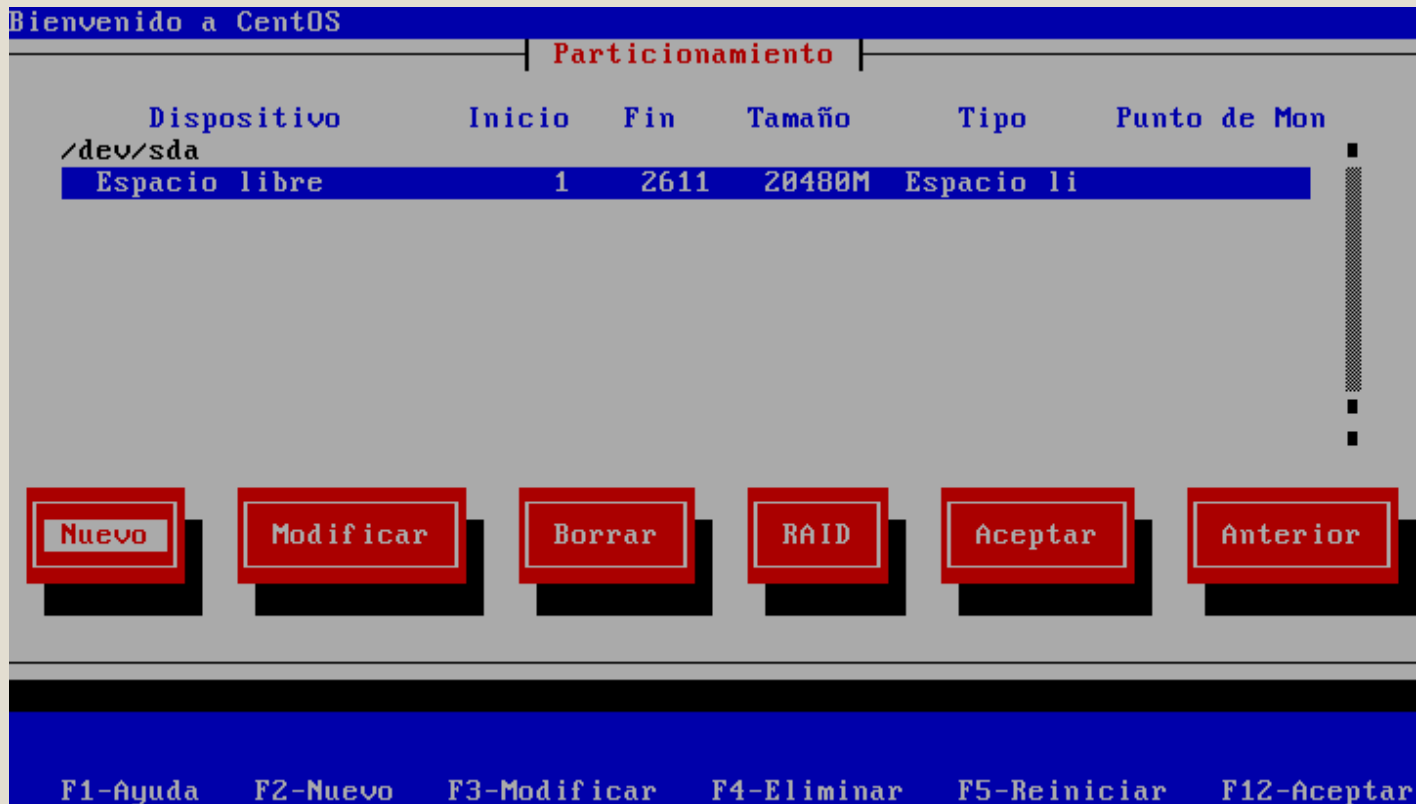 Bienvenido a CentOS
Particionamiento
Dispositivo Inicio Fin Tamaño Tipo Punto de Mon
/dev/sda
Espacio libre 1 2611 20480M Espacio li
Nuevo Modificar Borrar RAID Aceptar Anterior
F1-Ayuda F2-Nuevo F3-Modificar F4-Eliminar F5-Reiniciar F12-Aceptar